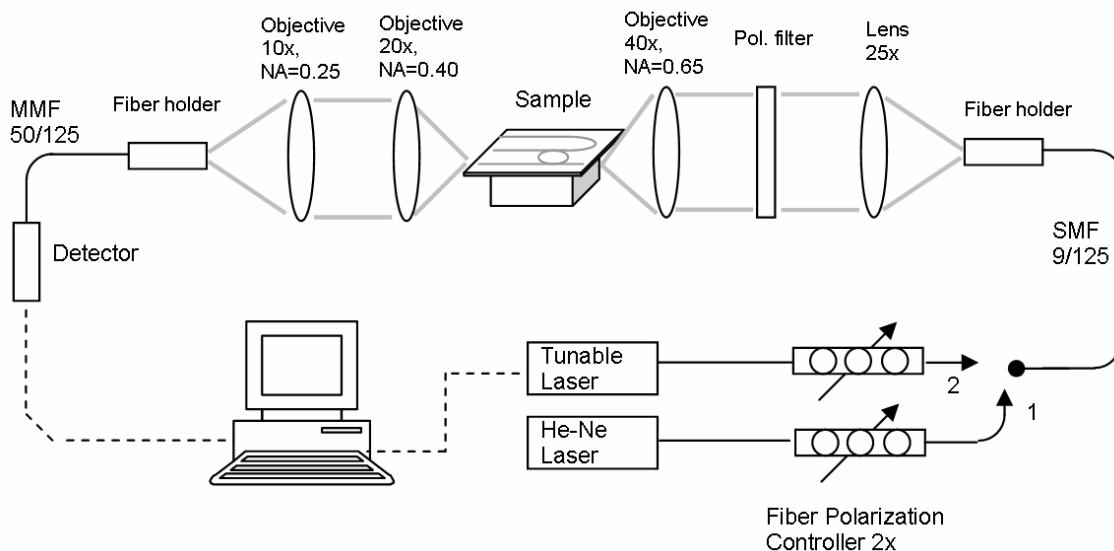 Objective
10x,
NA=0.25
Objective
20x,
NA=0.40
Objective
40x,
NA=0.65
Pol. filter
Lens
25x
MMF
50/125
Fiber holder
Sample
Fiber holder
Detector
SMF
9/125
Tunable
Laser
2
1
He-Ne
Laser
Fiber Polarization
Controller 2x